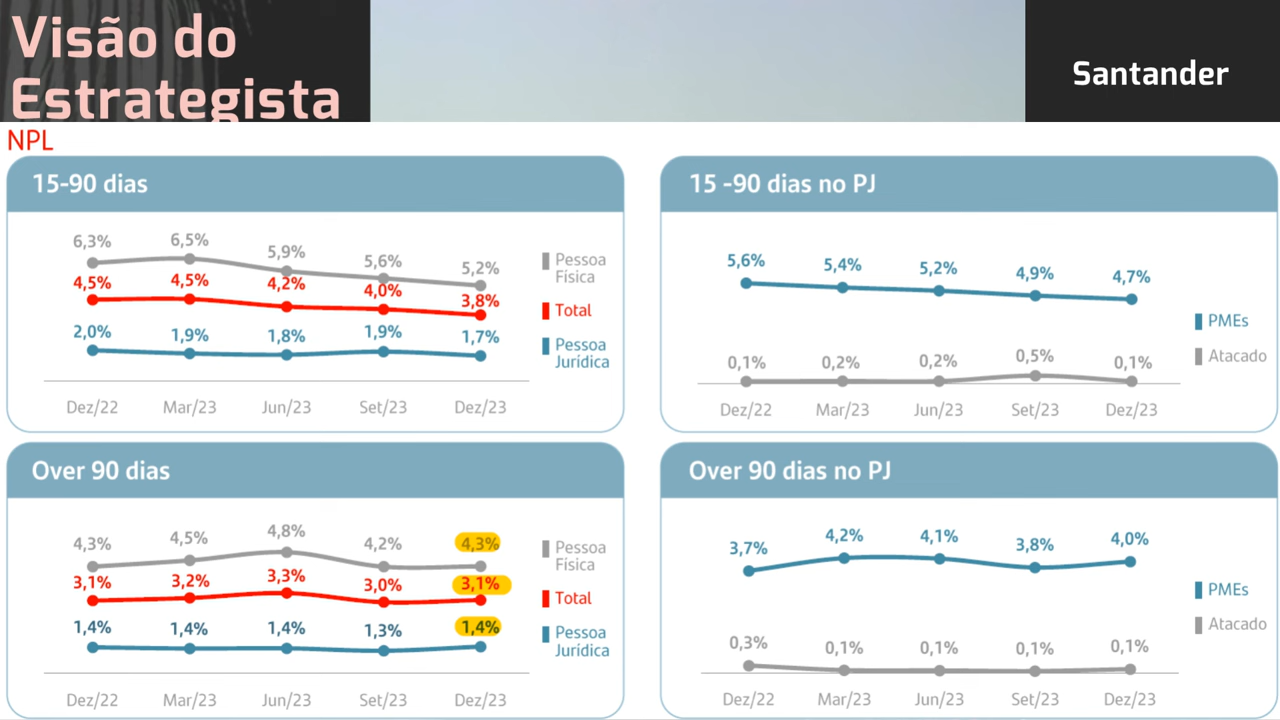 Visão do
Estrategista
Santander
NPL
15-90 dias
6,3%
6,5%
5,9%
5,6%
5,2%
4,5%
4,5%
4,2%
4,0%
3,8%
2,0%
1,9%
1,8%
1,9%
1,7%
Pessoa
Física
Total
Pessoa
Jurídica
Dez/22
Mar/23
Jun/23
Set/23
Dez/23
15 -90 dias no PJ
5,6%
5,4%
5,2%
4,9%
4,7%
0,1%
0,2%
0,2%
0,5%
0,1%
PMEs
Atacado
Dez/22
Mar/23
Jun/23
Set/23
Dez/23
Over 90 dias
4,3%
4,5%
4,8%
4,2%
4,3%
3,1%
3,2%
3,3%
3,0%
3,1%
1,4%
1,4%
1,4%
1,3%
1,4%
Pessoa
Física
Total
Pessoa
Jurídica
Dez/22
Mar/23
Jun/23
Set/23
Dez/23
Over 90 dias no PJ
3,7%
4,2%
4,1%
3,8%
4,0%
0,3%
0,1%
0,1%
0,1%
0,1%
PMEs
Atacado
Dez/22
Mar/23
Jun/23
Set/23
Dez/23